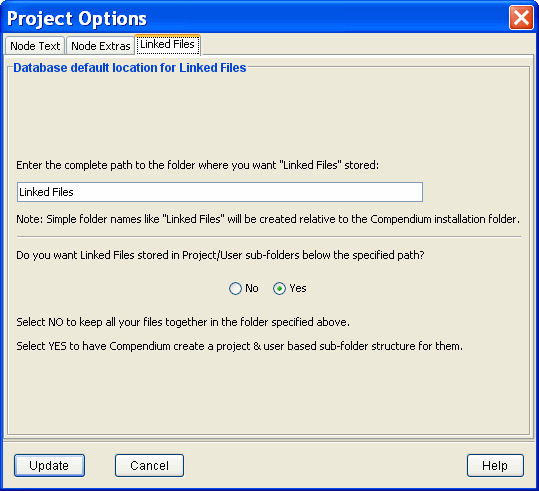 Project Options
Node Text Node Extras Linked Files
Database default location for Linked Files
Enter the complete path to the folder where you want "Linked Files" stored:
Linked Files
Note: Simple folder names like "Linked Files" will be created relative to the Compendium installation folder.
Do you want Linked Files stored in Project/User sub-folders below the specified path?
No Yes
Select NO to keep all your files together in the folder specified above.
Select YES to have Compendium create a project & user based sub-folder structure for them.
Update Cancel Help